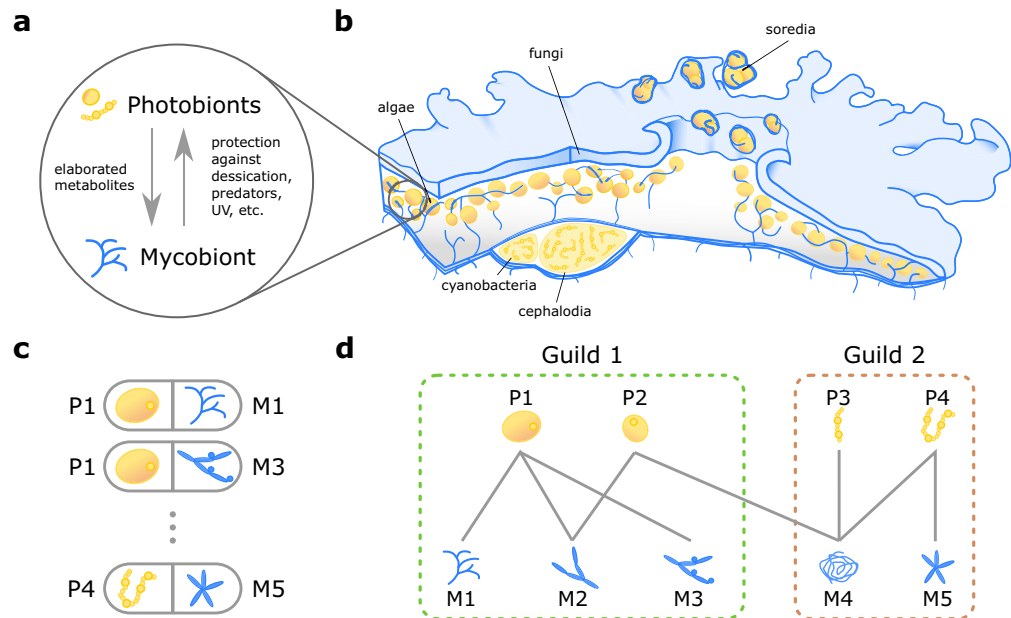 a
Photobionts
elaborated
metabolites
protection
against
dessication,
predators,
UV, etc.
Mycobiont
b
soredia
fungi
algae
cyanobacteria
cephalodia
c
P1 M1
P1 M3
P4 M5
d
Guild 1 Guild 2
P1 P2 P3 P4
M1 M2 M3 M4 M5